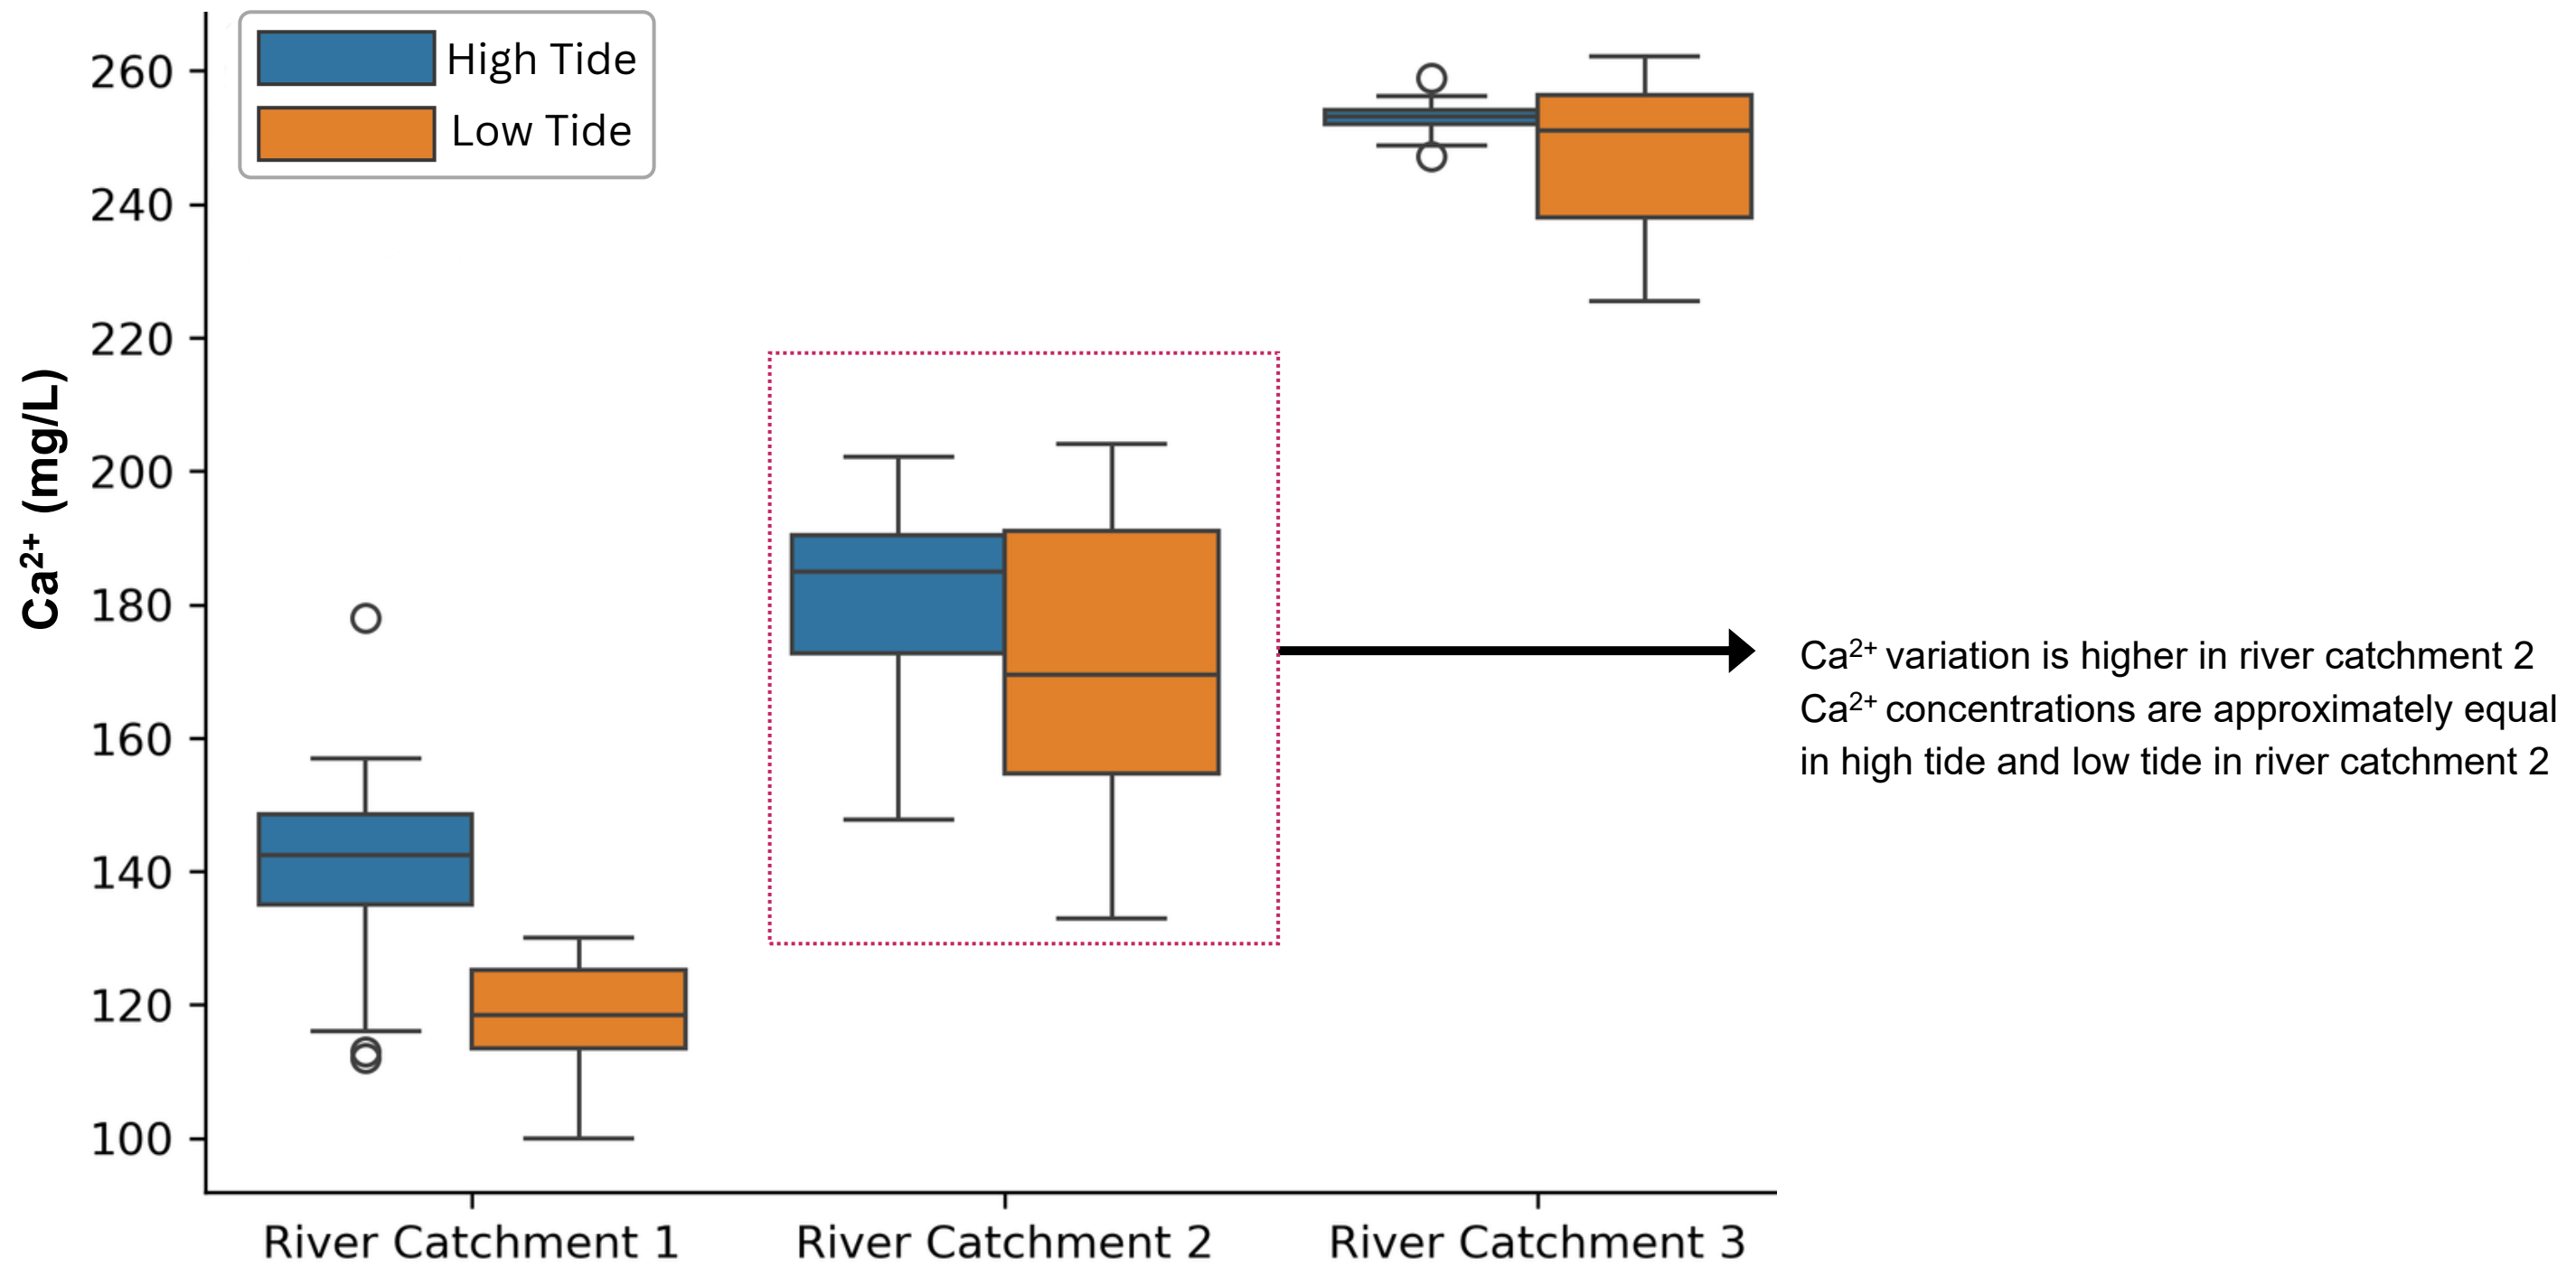 High Tide
Low Tide
Ca²⁺ (mg/L)
260
240
220
200
180
160
140
120
100
River Catchment 1
River Catchment 2
River Catchment 3
Ca²⁺ variation is higher in river catchment 2
Ca²⁺ concentrations are approximately equal
in high tide and low tide in river catchment 2